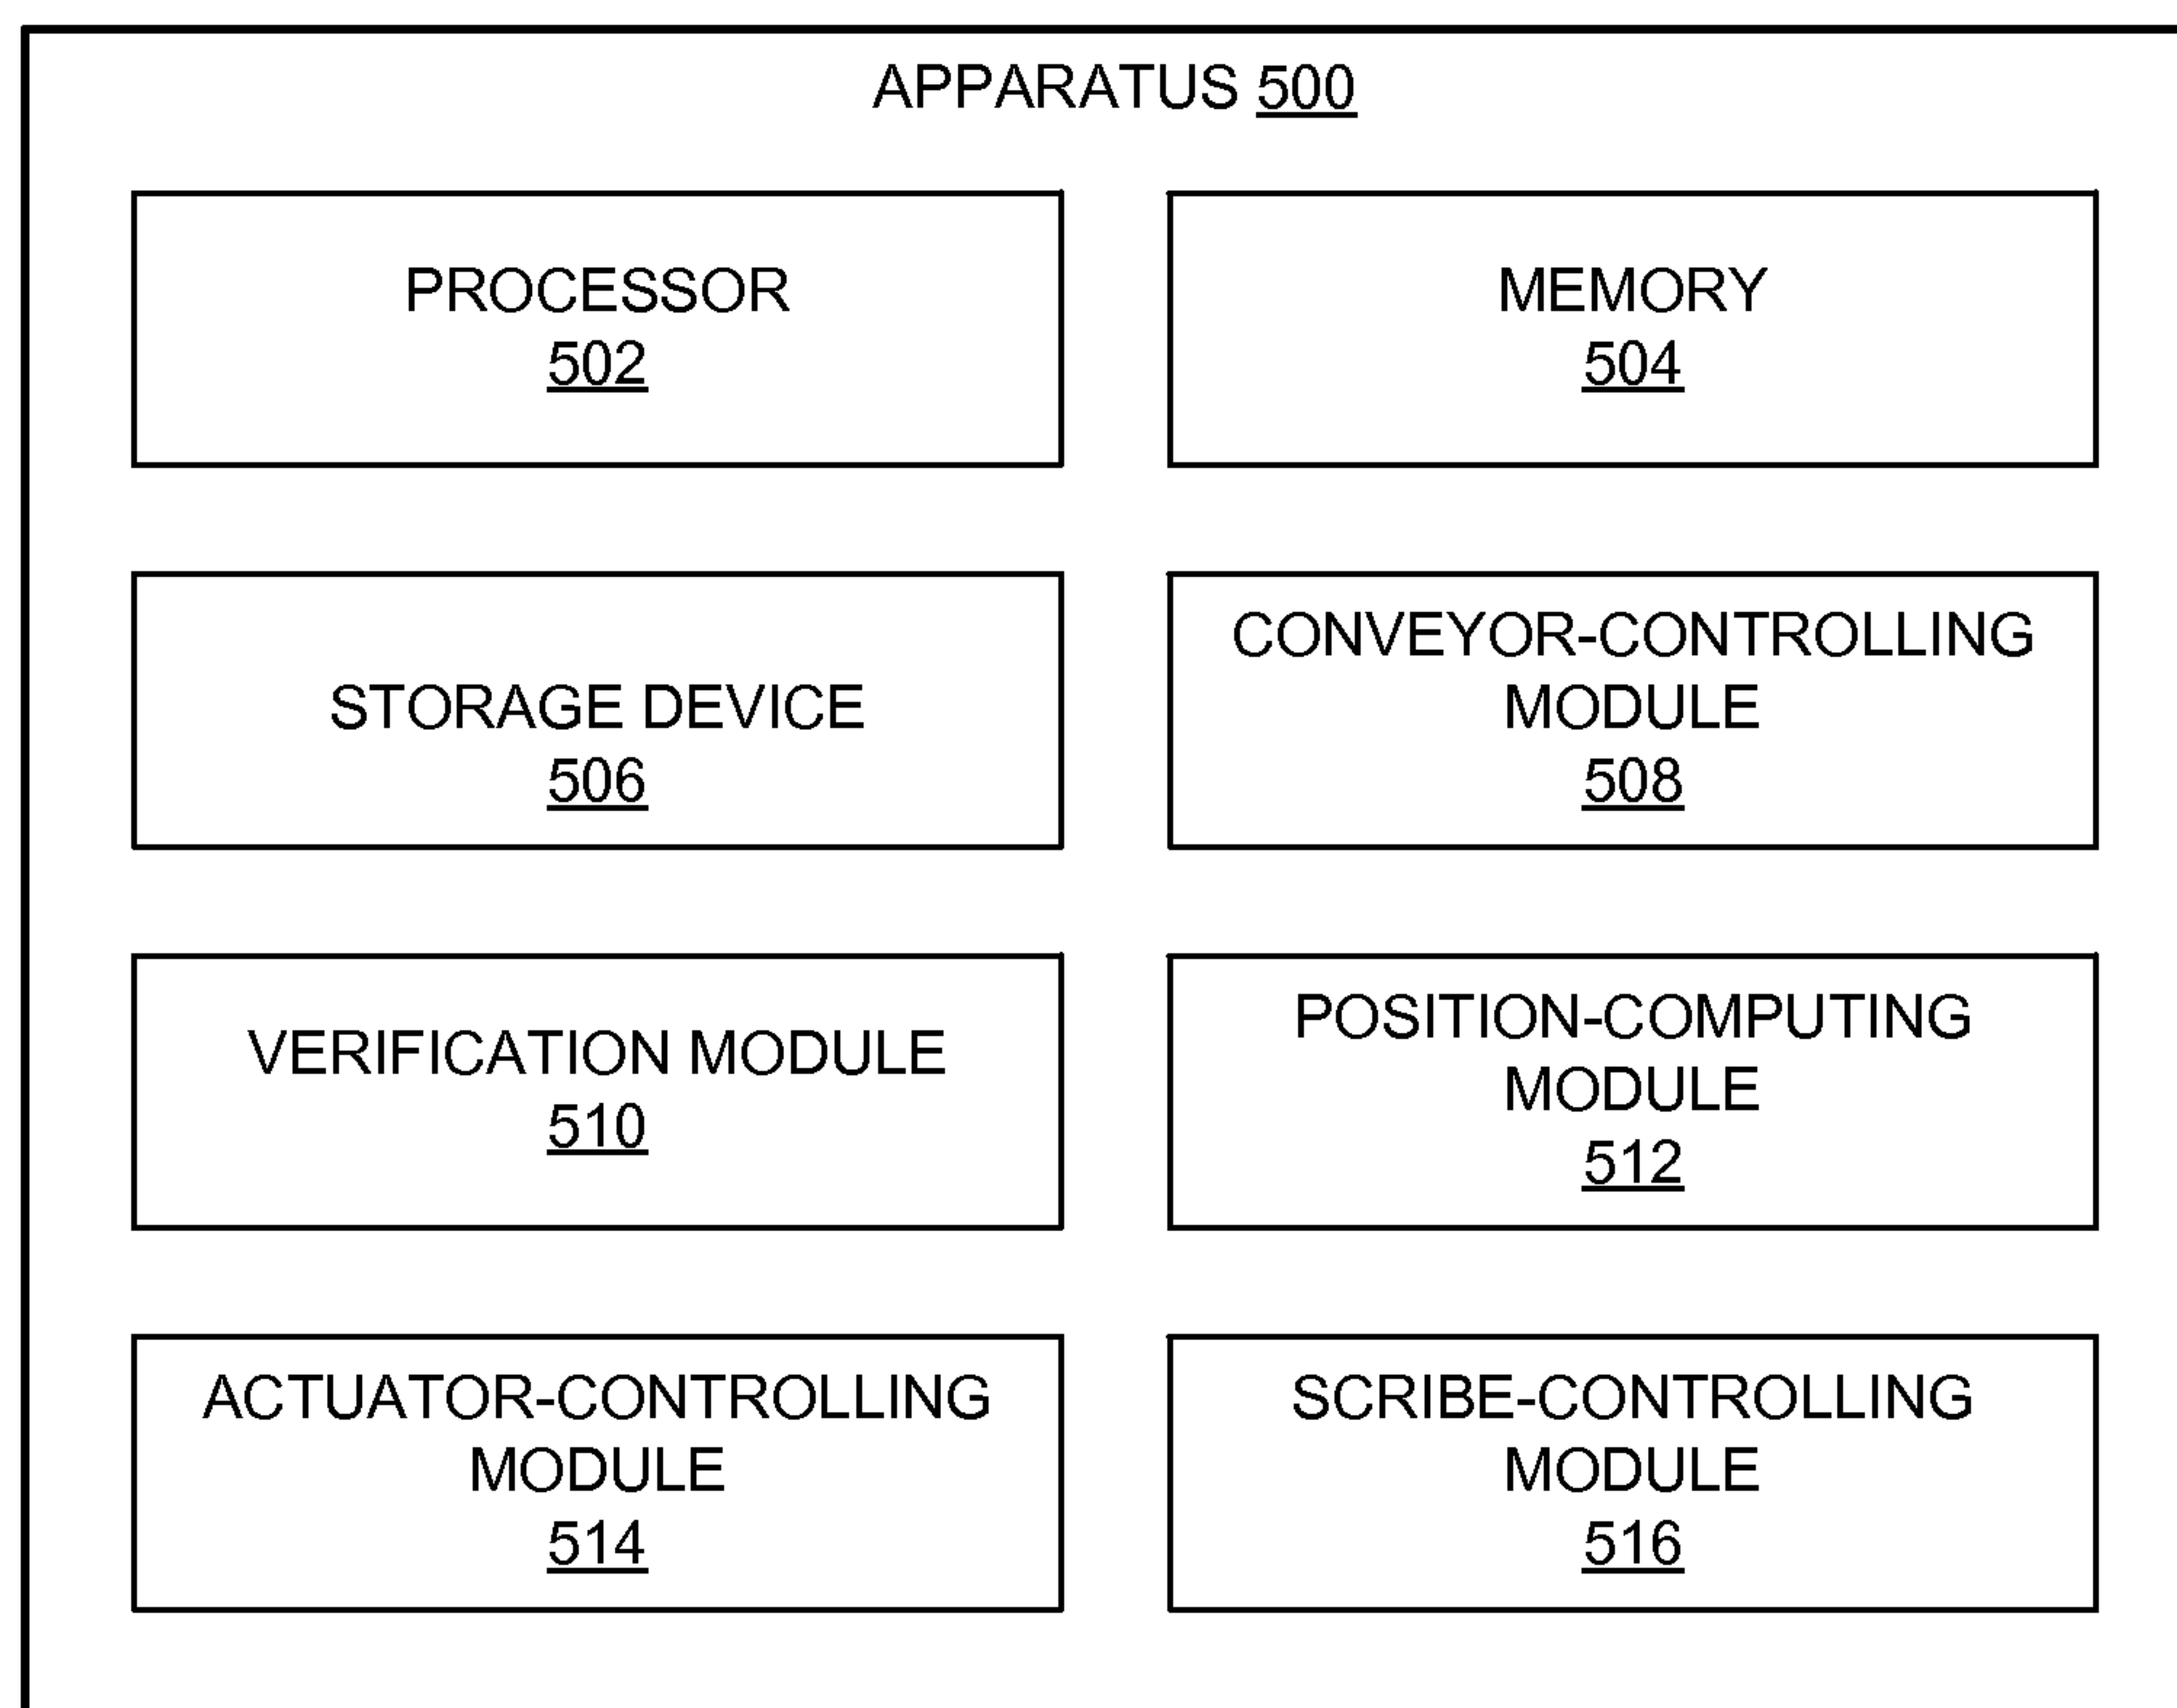 APPARATUS 500
PROCESSOR
502
MEMORY
504
STORAGE DEVICE
506
CONVEYOR-CONTROLLING
MODULE
508
VERIFICATION MODULE
510
POSITION-COMPUTING
MODULE
512
ACTUATOR-CONTROLLING
MODULE
514
SCRIBE-CONTROLLING
MODULE
516